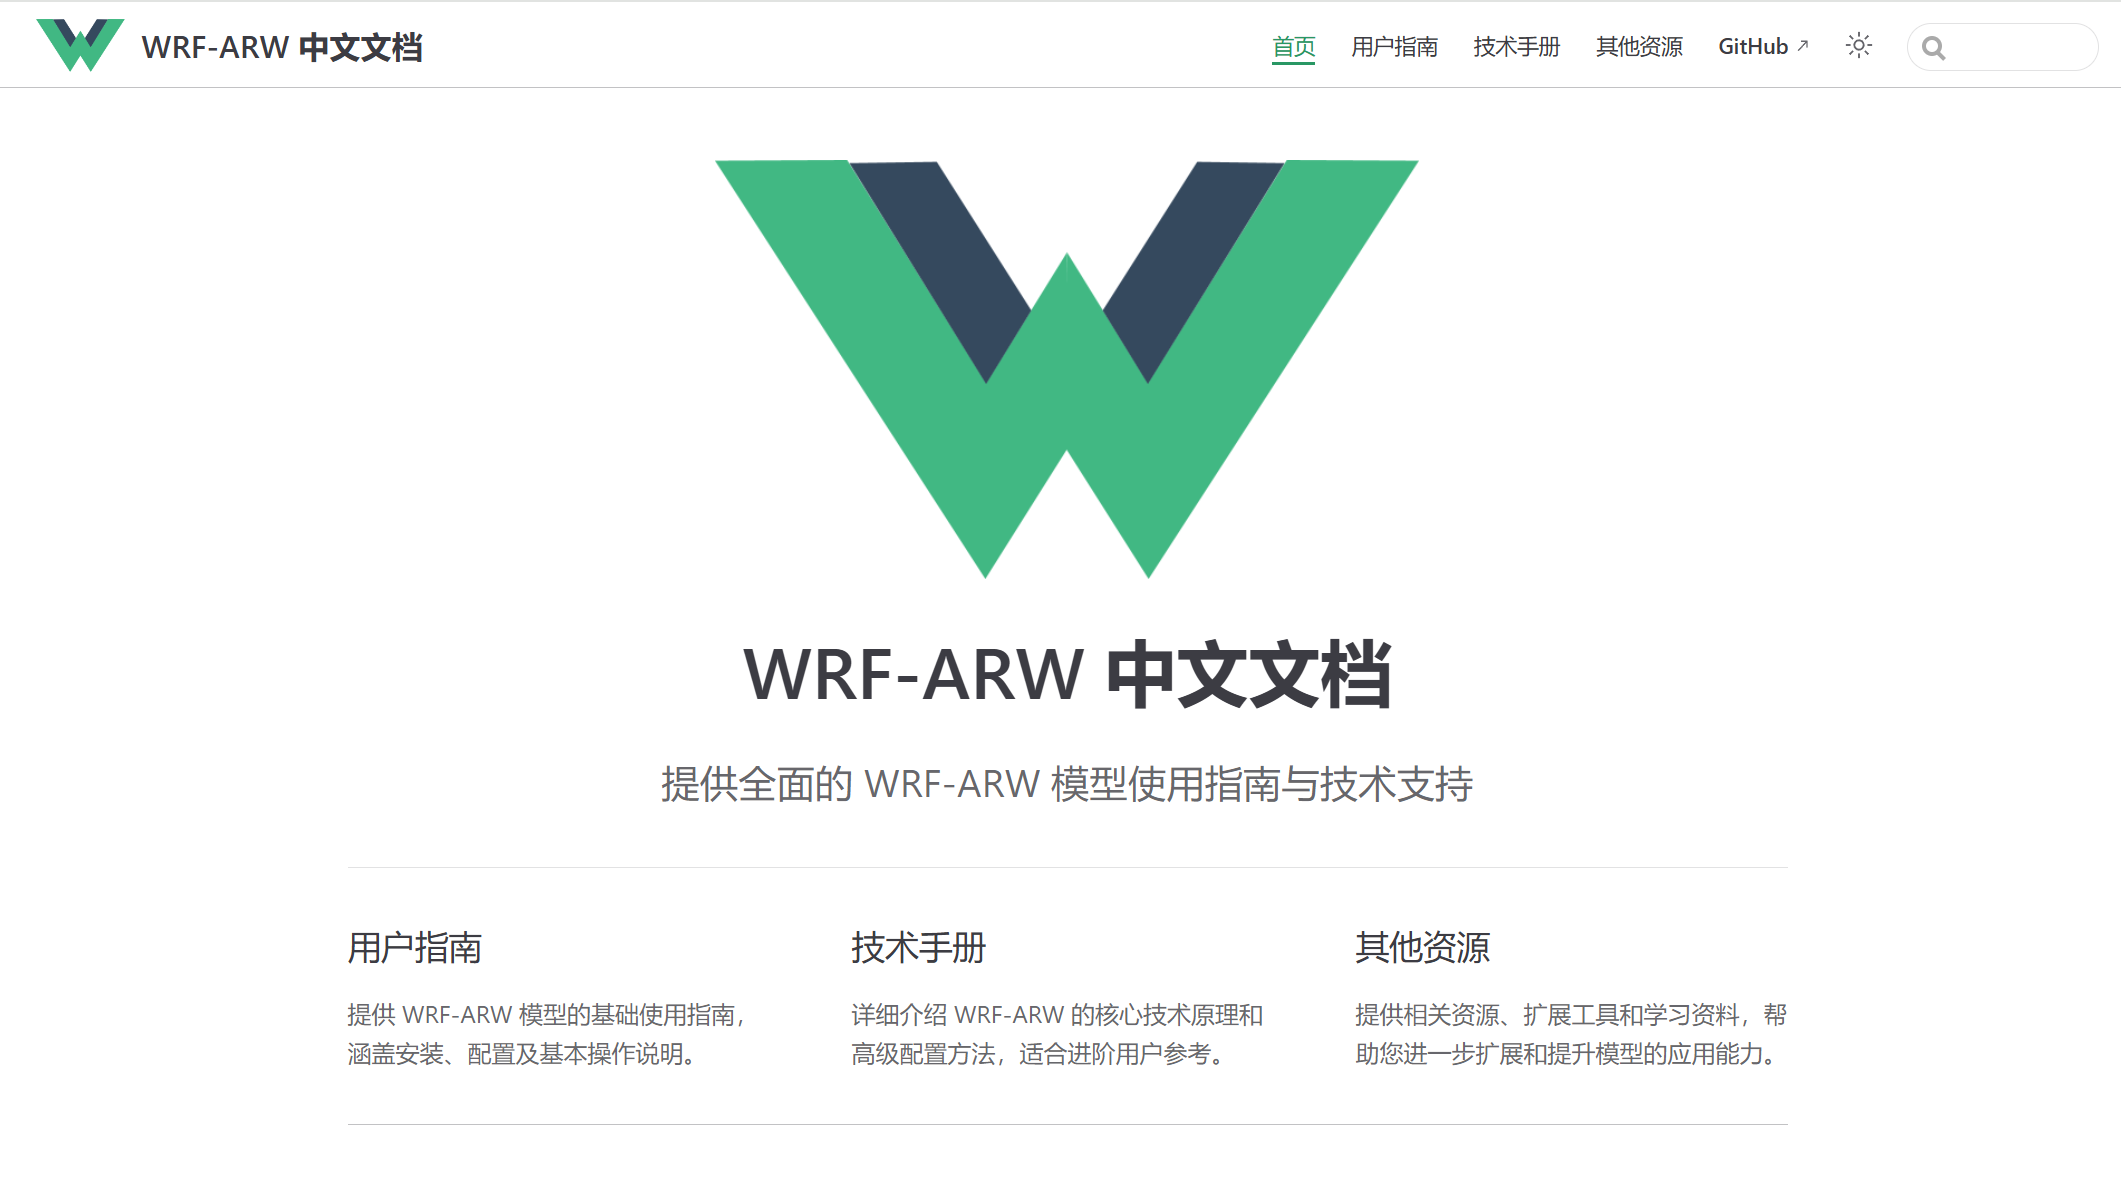 WRF-ARW 中文文档
首页 用户指南 技术手册 其他资源 GitHub
WRF-ARW 中文文档
提供全面的 WRF-ARW 模型使用指南与技术支持
用户指南
提供 WRF-ARW 模型的基础使用指南，
涵盖安装、配置及基本操作说明。
技术手册
详细介绍 WRF-ARW 的核心技术原理和
高级配置方法，适合进阶用户参考。
其他资源
提供相关资源、扩展工具和学习资料，帮
助您进一步扩展和提升模型的应用能力。